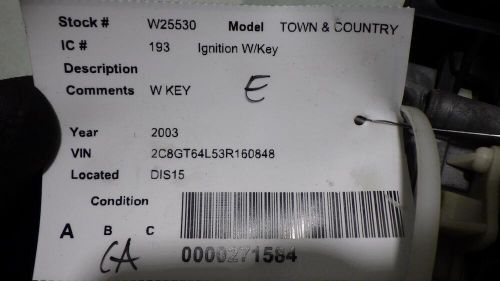 Stock # W25530 Model TOWN & COUNTRY
IC # 193 Ignition W/Key
Description
Comments W KEY E
Year 2003
VIN 2C8GT64L53R160848
Located DIS15
Condition
A B C
CA 0000271584